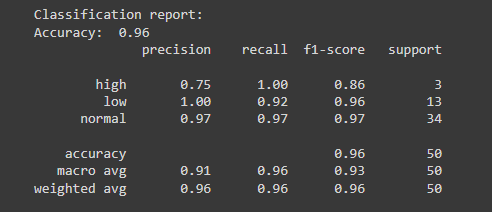 Classification report:
Accuracy:  0.96
              precision    recall  f1-score   support

        high       0.75      1.00      0.86         3
         low       1.00      0.92      0.96        13
      normal       0.97      0.97      0.97        34

    accuracy                           0.96        50
   macro avg       0.91      0.96      0.93        50
weighted avg       0.96      0.96      0.96        50